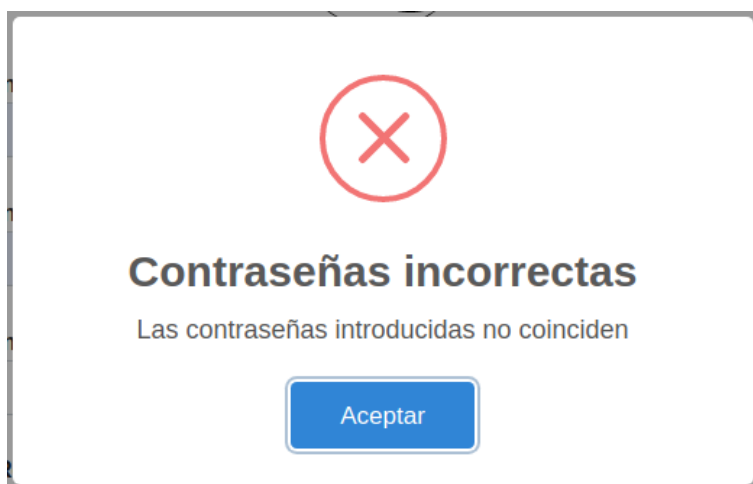 Contraseñas incorrectas
Las contraseñas introducidas no coinciden
Aceptar